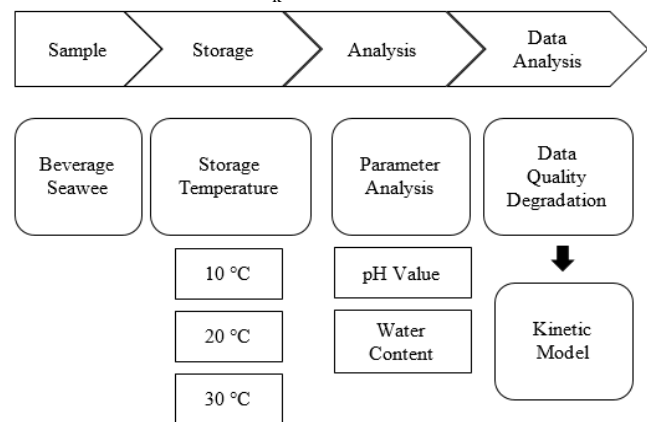 Sample
Storage
Analysis
Data
Analysis
Beverage
Seawee
Storage
Temperature
Parameter
Analysis
Data
Quality
Degradation
10 °C
pH Value
20 °C
Water
Content
Kinetic
Model
30 °C